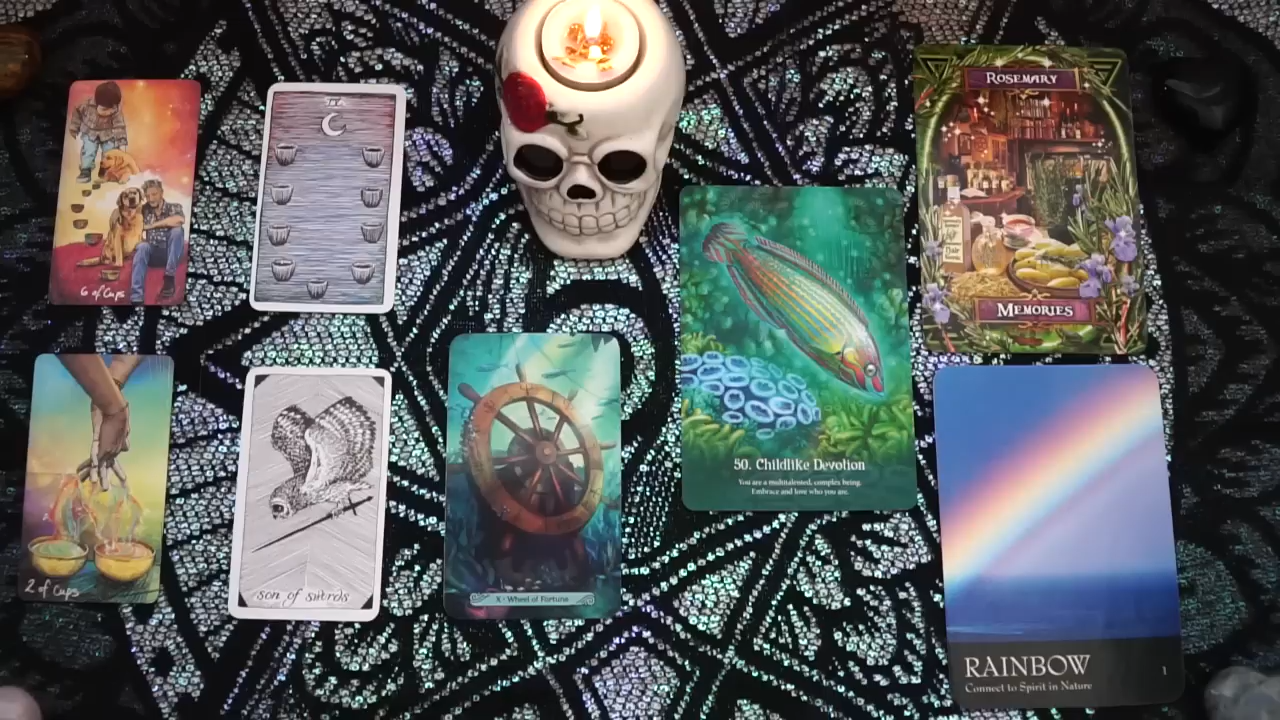 6 of Cups
2 of Cups
son of swords
X - Wheel of Fortune
50. Childlike Devotion
You are a multitalented, complex being.
Embrace and love who you are.
ROSEMARY
MEMORIES
RAINBOW
Connect to Spirit in Nature
1